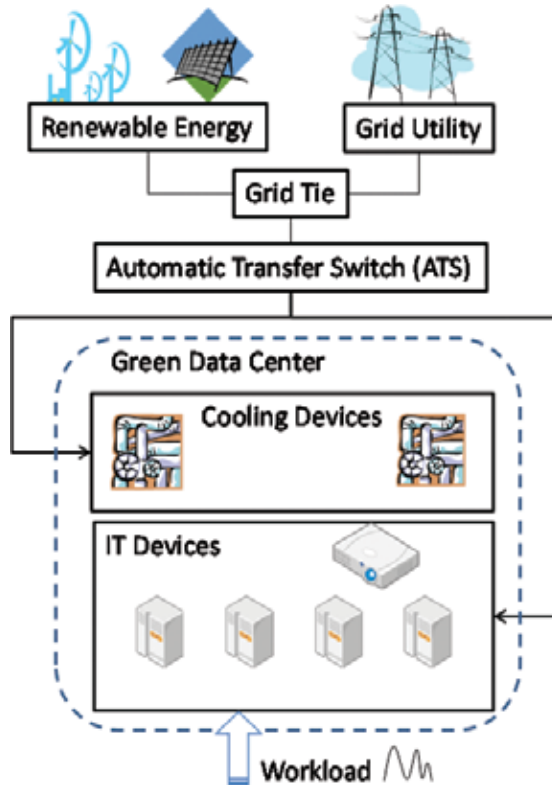 Renewable Energy
Grid Utility
Grid Tie
Automatic Transfer Switch (ATS)
Green Data Center
Cooling Devices
IT Devices
Workload